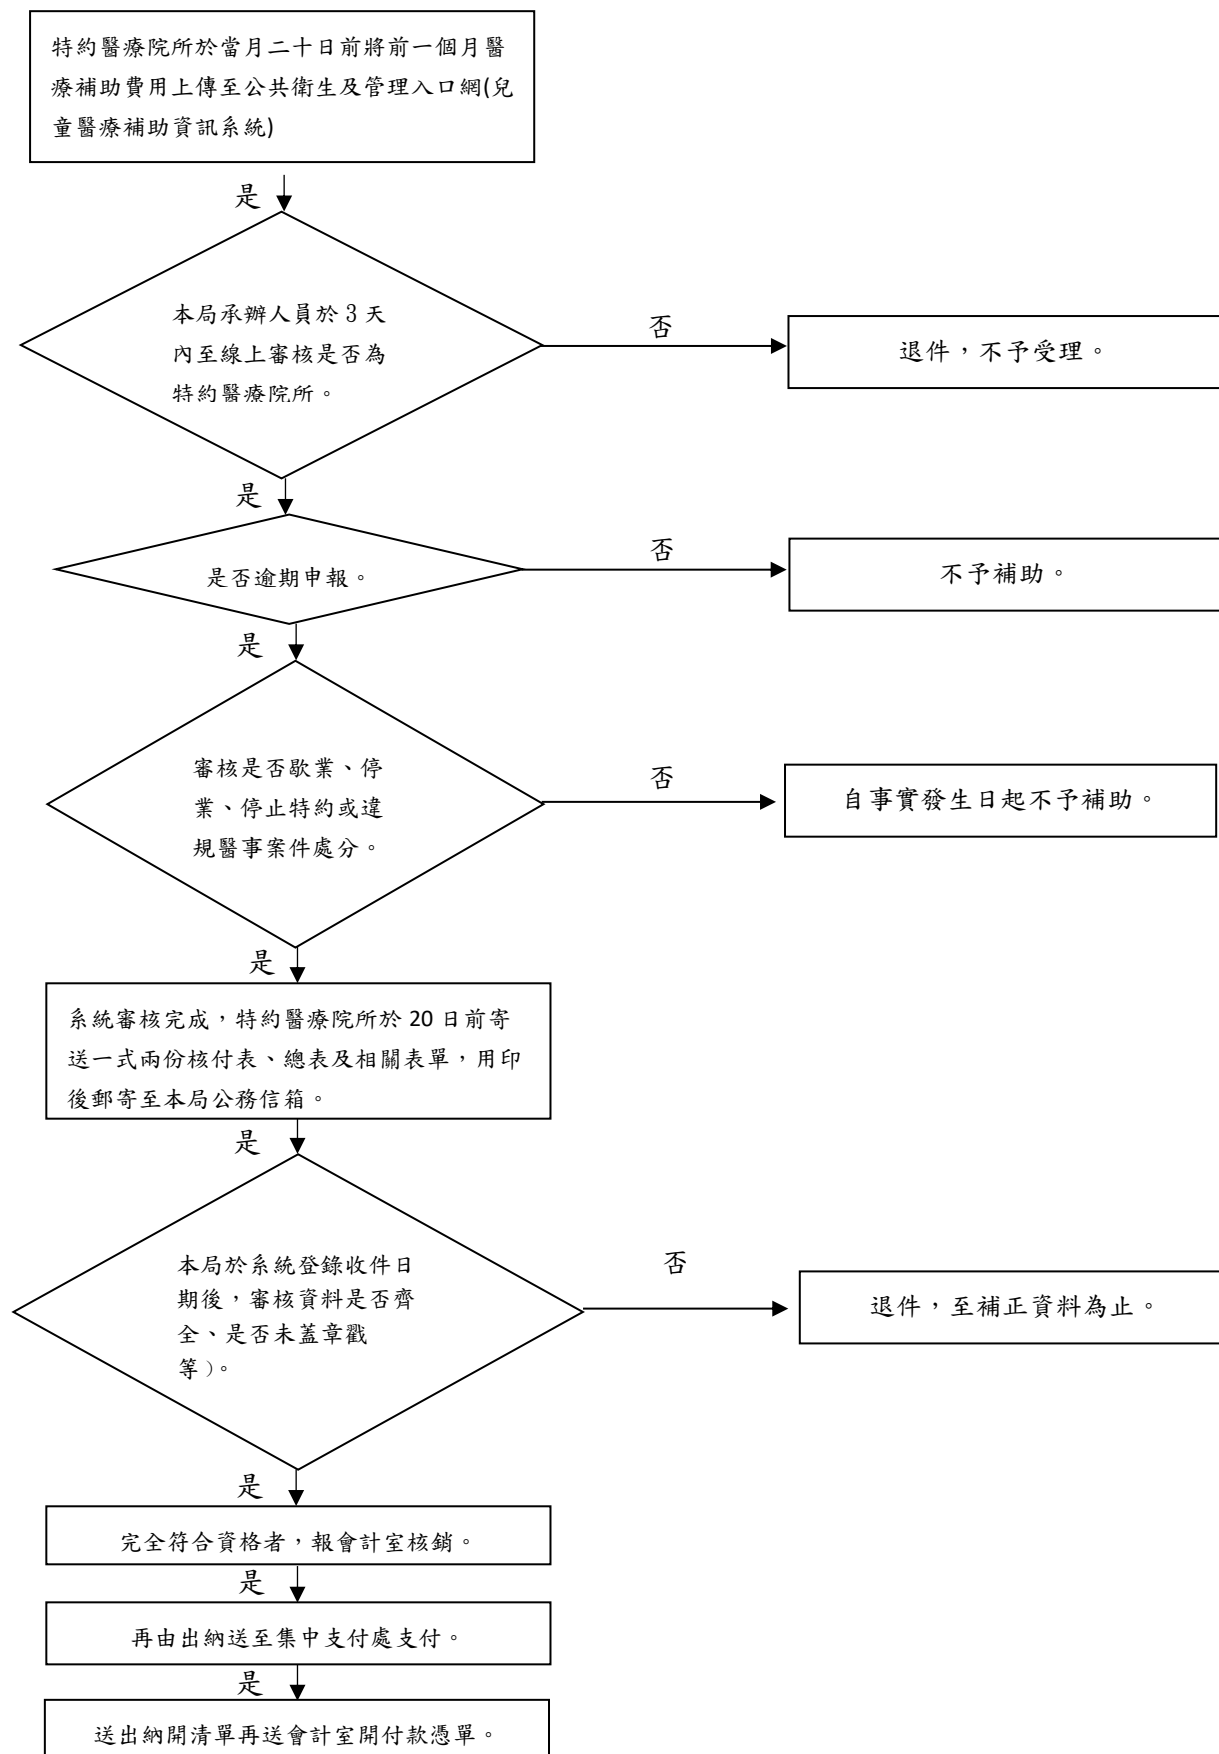 特約醫療院所於當月二十日前將前一個月醫
療補助費用上傳至公共衛生及管理入口網(兒
童醫療補助資訊系統)
是
本局承辦人員於 3 天
內至線上審核是否為
特約醫療院所。
否
退件，不予受理。
是
是否逾期申報。
否
不予補助。
是
審核是否歇業、停
業、停止特約或違
規醫事案件處分。
否
自事實發生日起不予補助。
是
系統審核完成，特約醫療院所於 20 日前寄
送一式兩份核付表、總表及相關表單，用印
後郵寄至本局公務信箱。
是
本局於系統登錄收件日
期後，審核資料是否齊
全、是否未蓋章戳
等）。
否
退件，至補正資料為止。
是
完全符合資格者，報會計室核銷。
是
再由出納送至集中支付處支付。
是
送出納開清單再送會計室開付款憑單。